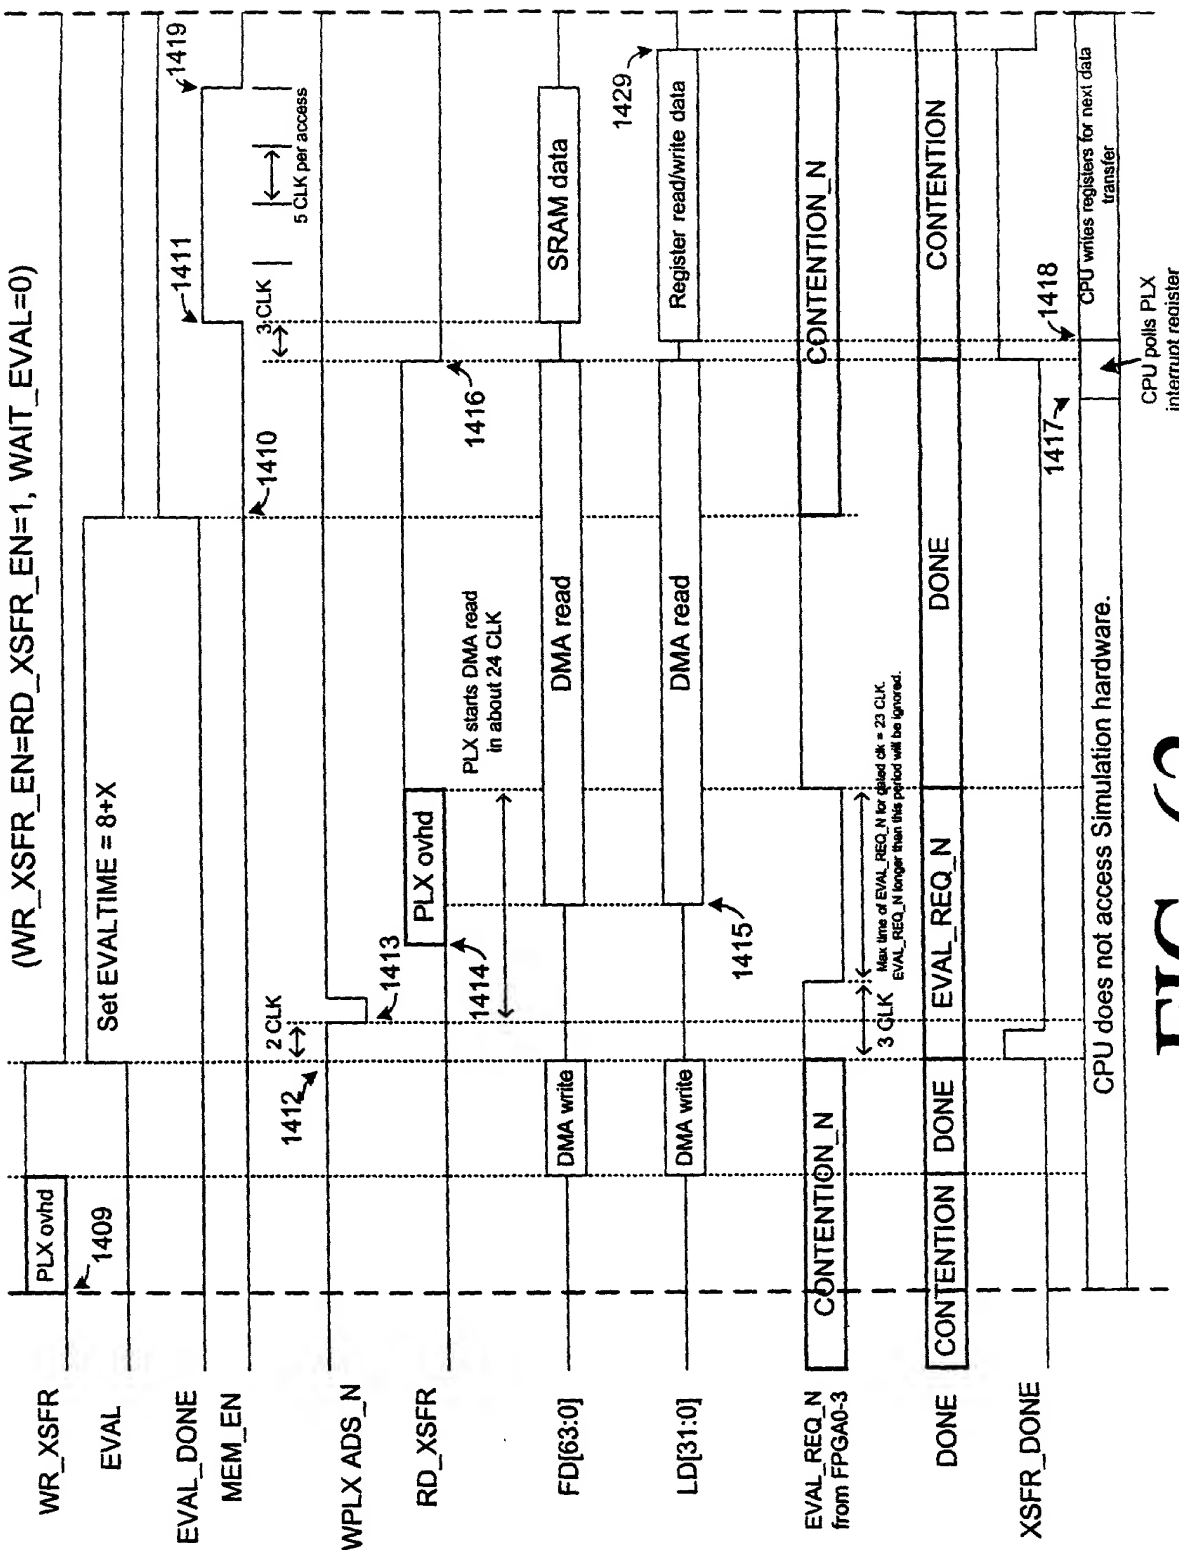 (WR_XSFR_EN=RD_XSFR_EN=1, WAIT_EVAL=0)
WR_XSFR
PLX ovhd
1409
EVAL
Set EVALTIME = 8+X
EVAL_DONE
MEM_EN
1410
1411
1419
3 CLK
5 CLK per access
WPLX ADS_N
1412
2 CLK
1413
RD_XSFR
1414
PLX ovhd
PLX starts DMA read
in about 24 CLK
1416
FD[63:0]
DMA write
DMA read
SRAM data
LD[31:0]
DMA write
1415
DMA read
Register read/write data
1429
EVAL_REQ_N
from FPGA0-3
CONTENTION_N
3 CLK
Max time of EVAL_REQ_N for gated clk = 23 CLK.
EVAL_REQ_N longer than this period will be ignored.
CONTENTION_N
DONE
CONTENTION
DONE
EVAL_REQ_N
DONE
CONTENTION
XSFR_DONE
1417
1418
CPU does not access Simulation hardware.
CPU writes registers for next data
transfer
CPU polls PLX
interrupt register